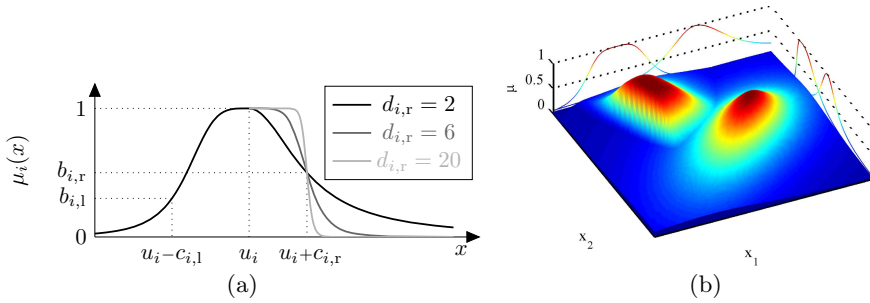 μ_i(x)
1
b_{i,r}
b_{i,l}
0
u_i−c_{i,l}
u_i
u_i+c_{i,r}
x
d_{i,r} = 2
d_{i,r} = 6
d_{i,r} = 20
(a)
1
0.5
0
μ
x_2
x_1
(b)